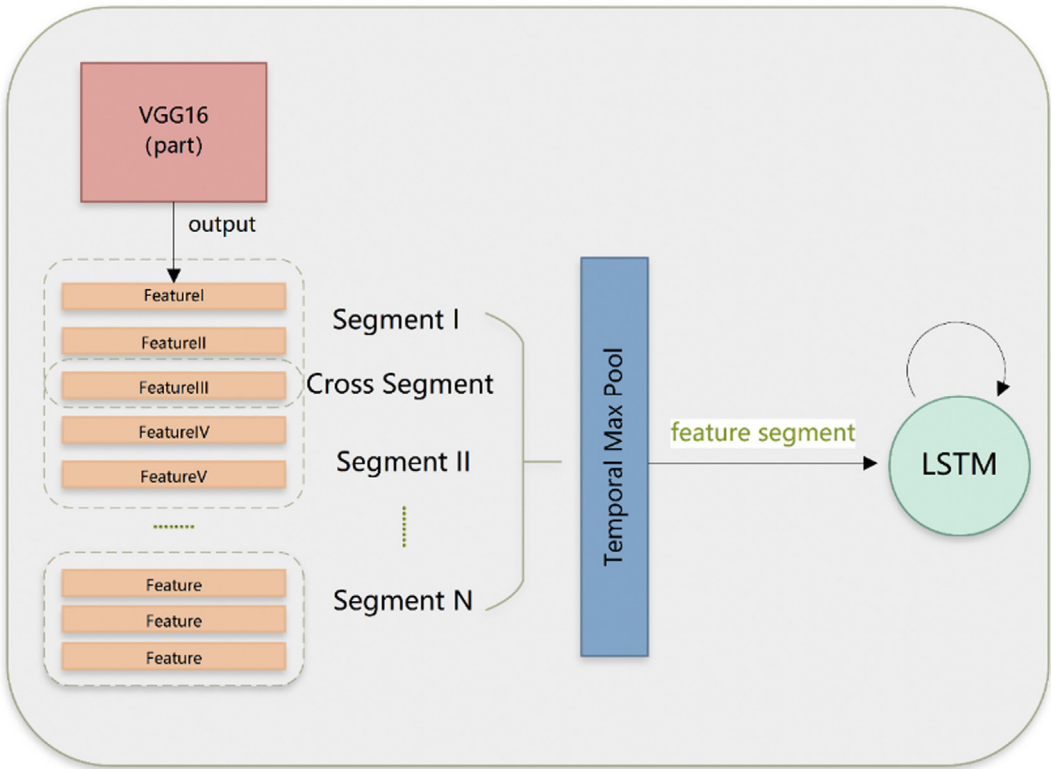 VGG16
(part)
output
FeatureI
FeatureII
FeatureIII
FeatureIV
FeatureV
........
Feature
Feature
Feature
Segment I
Cross Segment
Segment II
Segment N
Temporal Max Pool
feature segment
LSTM